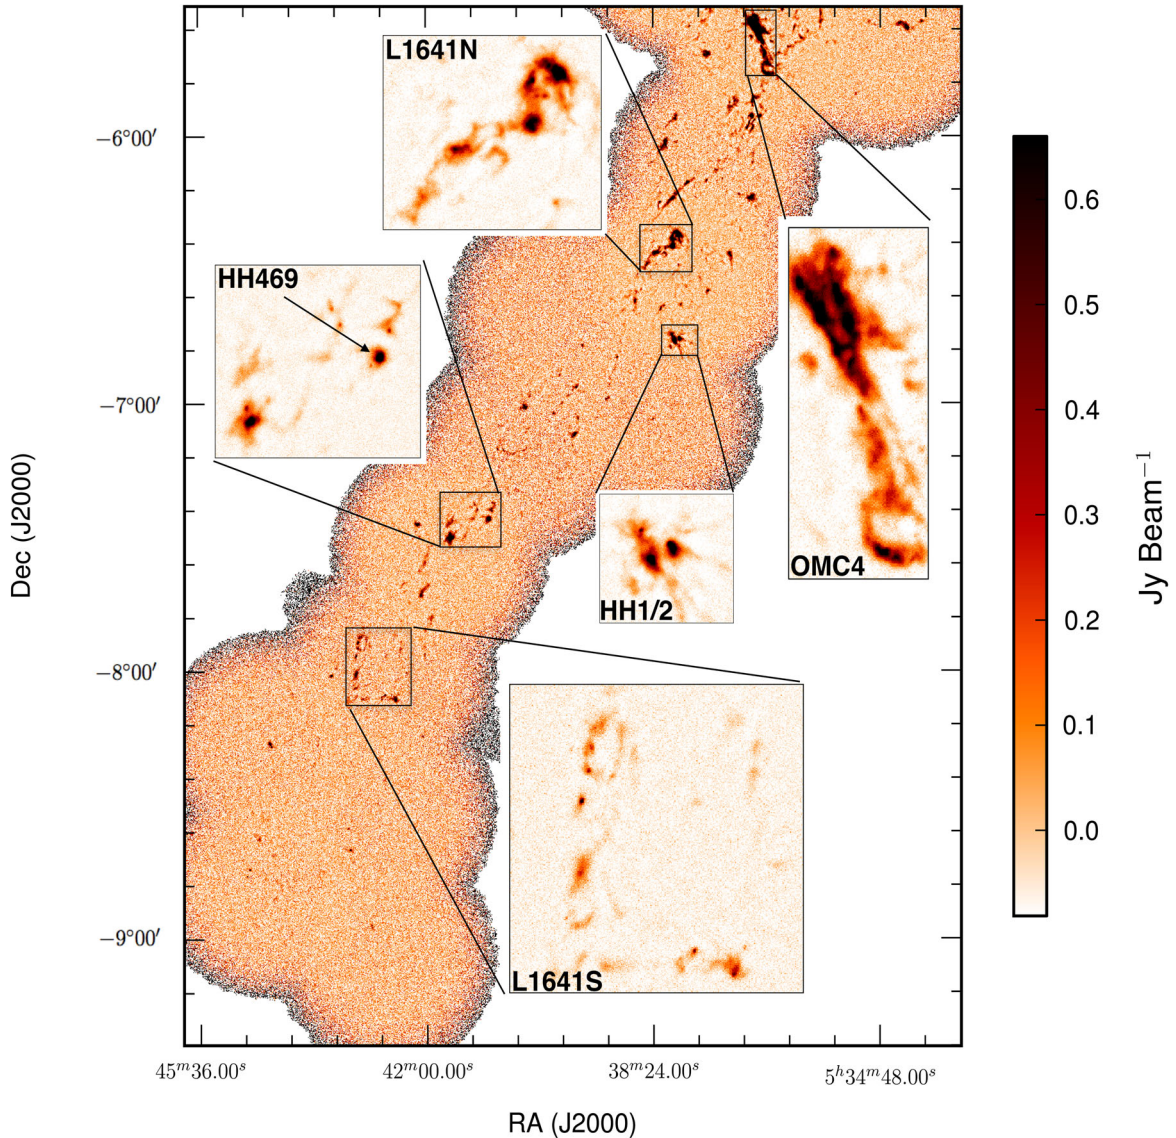 L1641N
−6°00′
0.6
HH469
0.5
−7°00′
0.4
Dec (J2000)
Jy Beam−1
0.3
OMC4
HH1/2
0.2
−8°00′
0.1
0.0
−9°00′
L1641S
45m36.00s
42m00.00s
38m24.00s
5h34m48.00s
RA (J2000)